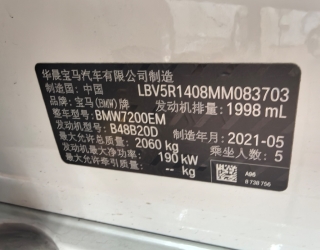 华晨宝马汽车有限公司制造
制造国: 中国 LBV5R1408MM083703
品牌: 宝马(BMW)牌 发动机排量: 1998 mL
整车型号: BMW7200EM
发动机型号: B48B20D 制造年月: 2021-05
最大允许总质量: 2060 kg 乘坐人数: 5
发动机最大净功率: 190 kW
最大允许牵引质量: -- kg
A96
8 738 756